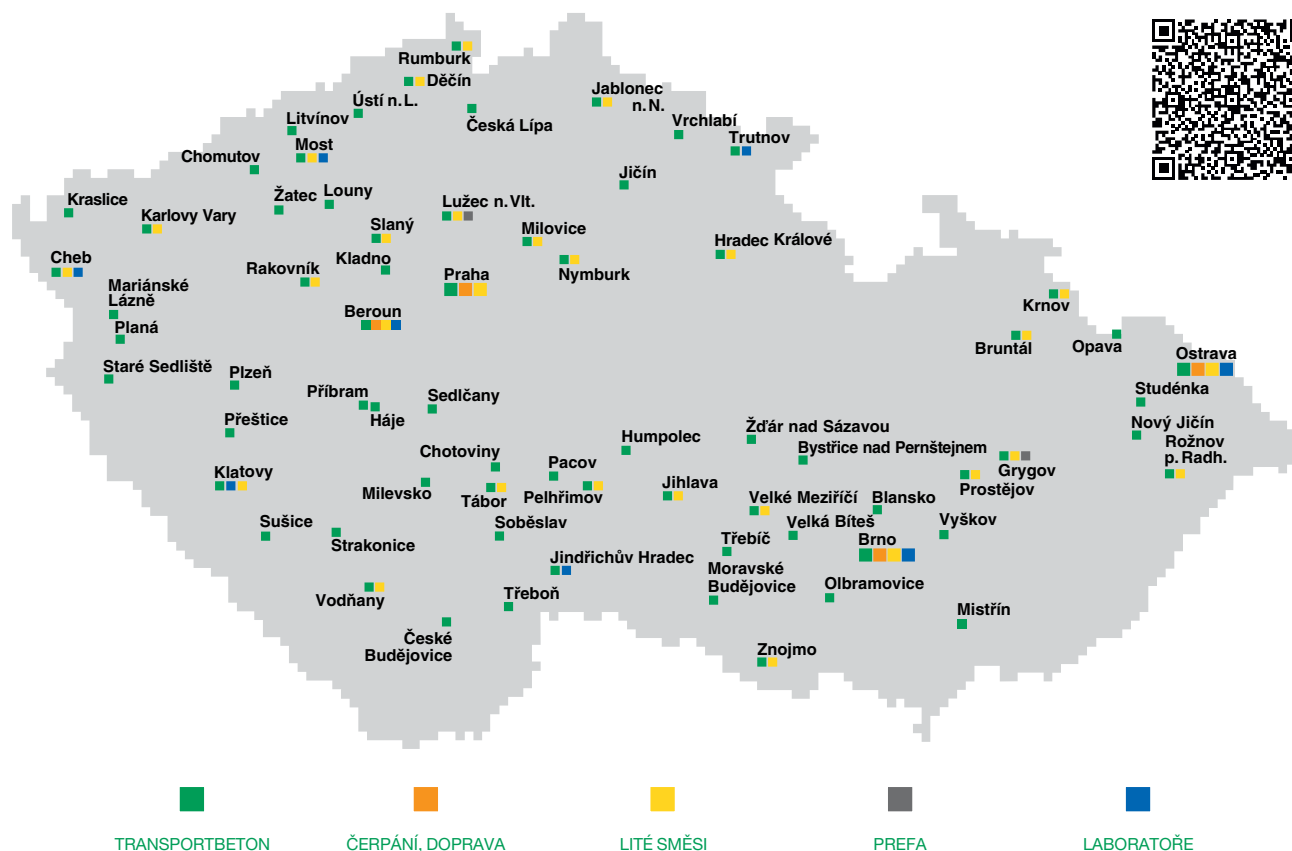 Rumburk
Děčín
Ústí n.L.
Česká Lípa
Jablonec
n.N.
Litvínov
Vrchlabí
Most
Trutnov
Chomutov
Jičín
Kraslice
Žatec
Louny
Lužec n.Vlt.
Karlovy Vary
Slaný
Milovice
Hradec Králové
Cheb
Kladno
Rakovník
Praha
Nymburk
Mariánské
Lázně
Krnov
Beroun
Planá
Bruntál
Opava
Ostrava
Staré Sedliště
Plzeň
Studénka
Příbram
Sedlčany
Háje
Přeštice
Nový Jičín
Žďár nad Sázavou
Humpolec
Bystřice nad Pernštejnem
Rožnov
p. Radh.
Chotoviny
Pacov
Klatovy
Grygov
Jihlava
Prostějov
Milevsko
Tábor
Pelhřimov
Velké Meziříčí
Blansko
Sušice
Strakonice
Soběslav
Velká Bíteš
Vyškov
Třebíč
Brno
Jindřichův Hradec
Moravské
Budějovice
Olbramovice
Vodňany
Třeboň
Mistřín
České
Budějovice
Znojmo
TRANSPORTBETON
ČERPÁNÍ, DOPRAVA
LITÉ SMĚSI
PREFA
LABORATOŘE